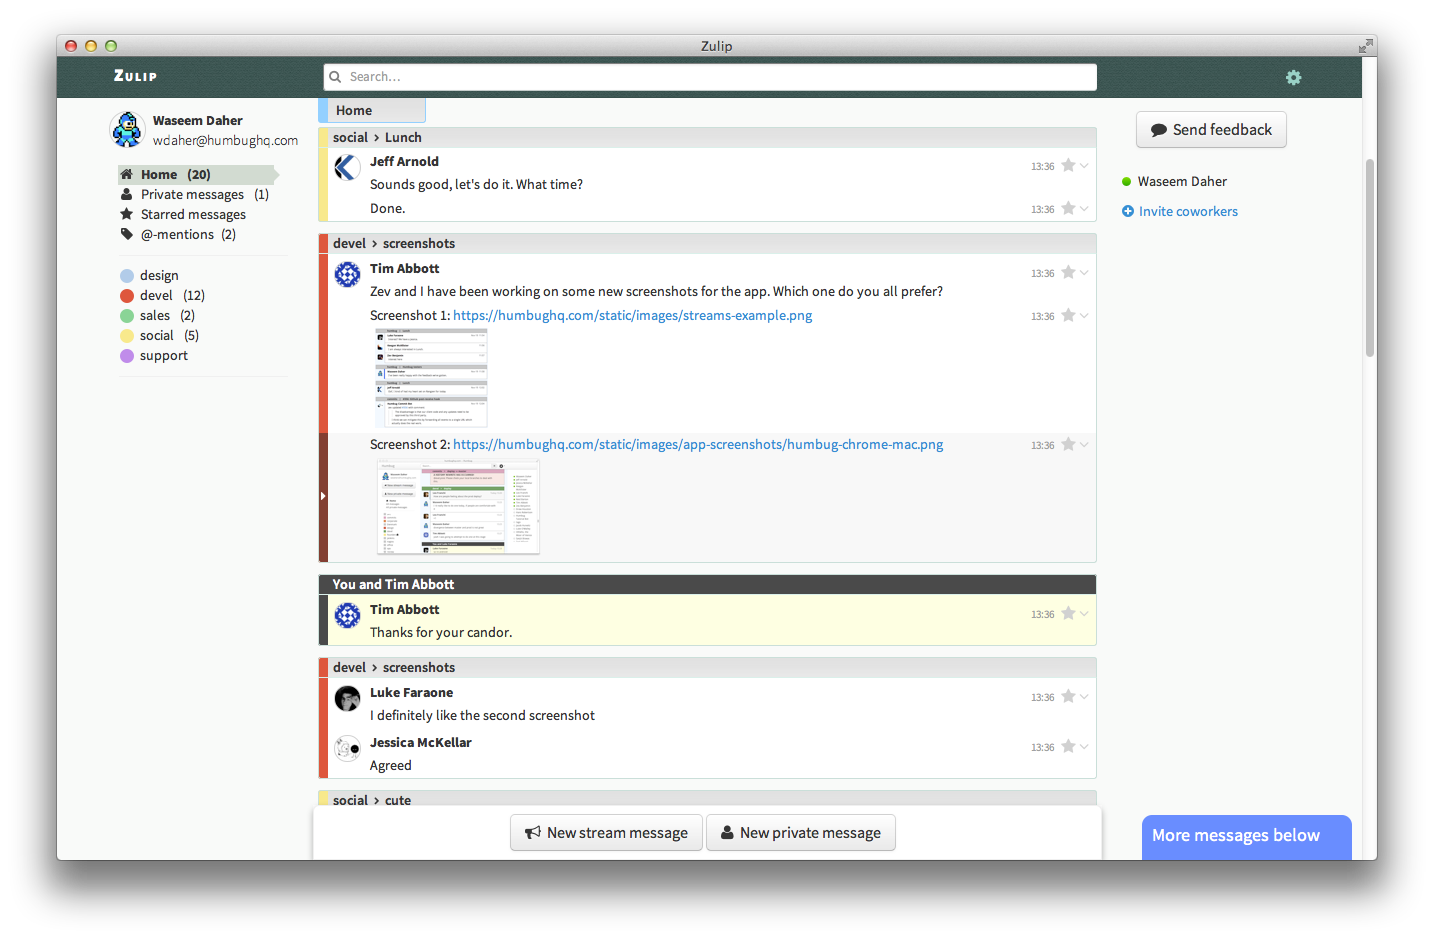 Zulip
ZULIP
Search...
Waseem Daher
wdaher@humbughq.com
Home (20)
Private messages (1)
Starred messages
@-mentions (2)
design
devel (12)
sales (2)
social (5)
support
Home
social > Lunch
Jeff Arnold 13:36
Sounds good, let's do it. What time?
Done. 13:36
devel > screenshots
Tim Abbott 13:36
Zev and I have been working on some new screenshots for the app. Which one do you all prefer?
Screenshot 1: https://humbughq.com/static/images/streams-example.png 13:36
Screenshot 2: https://humbughq.com/static/images/app-screenshots/humbug-chrome-mac.png 13:36
You and Tim Abbott
Tim Abbott 13:36
Thanks for your candor.
devel > screenshots
Luke Faraone 13:36
I definitely like the second screenshot
Jessica McKellar 13:36
Agreed
social > cute
New stream message
New private message
Send feedback
Waseem Daher
Invite coworkers
More messages below